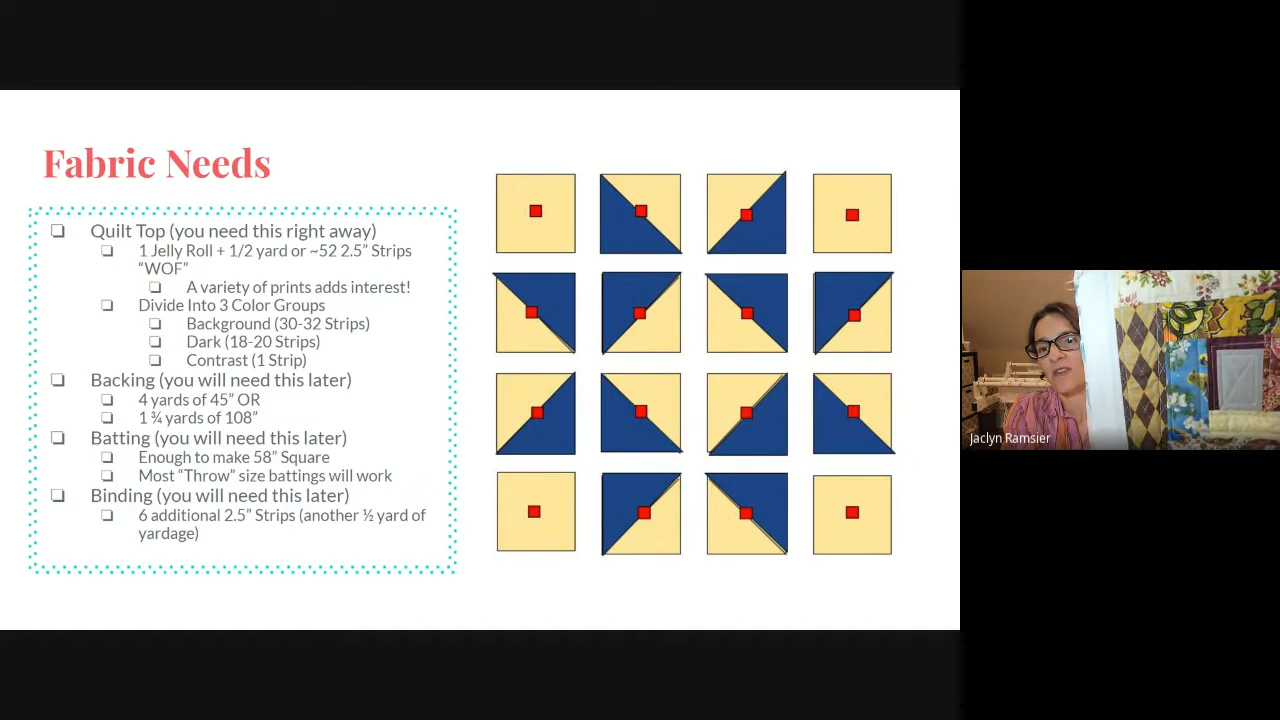 Fabric Needs
❏ Quilt Top (you need this right away)
❏ 1 Jelly Roll + 1/2 yard or ~52 2.5” Strips
“WOF”
❏ A variety of prints adds interest!
❏ Divide Into 3 Color Groups
❏ Background (30-32 Strips)
❏ Dark (18-20 Strips)
❏ Contrast (1 Strip)
❏ Backing (you will need this later)
❏ 4 yards of 45” OR
❏ 1 ¾ yards of 108”
❏ Batting (you will need this later)
❏ Enough to make 58” Square
❏ Most “Throw” size battings will work
❏ Binding (you will need this later)
❏ 6 additional 2.5” Strips (another ½ yard of
yardage)
Jaclyn Ramsier